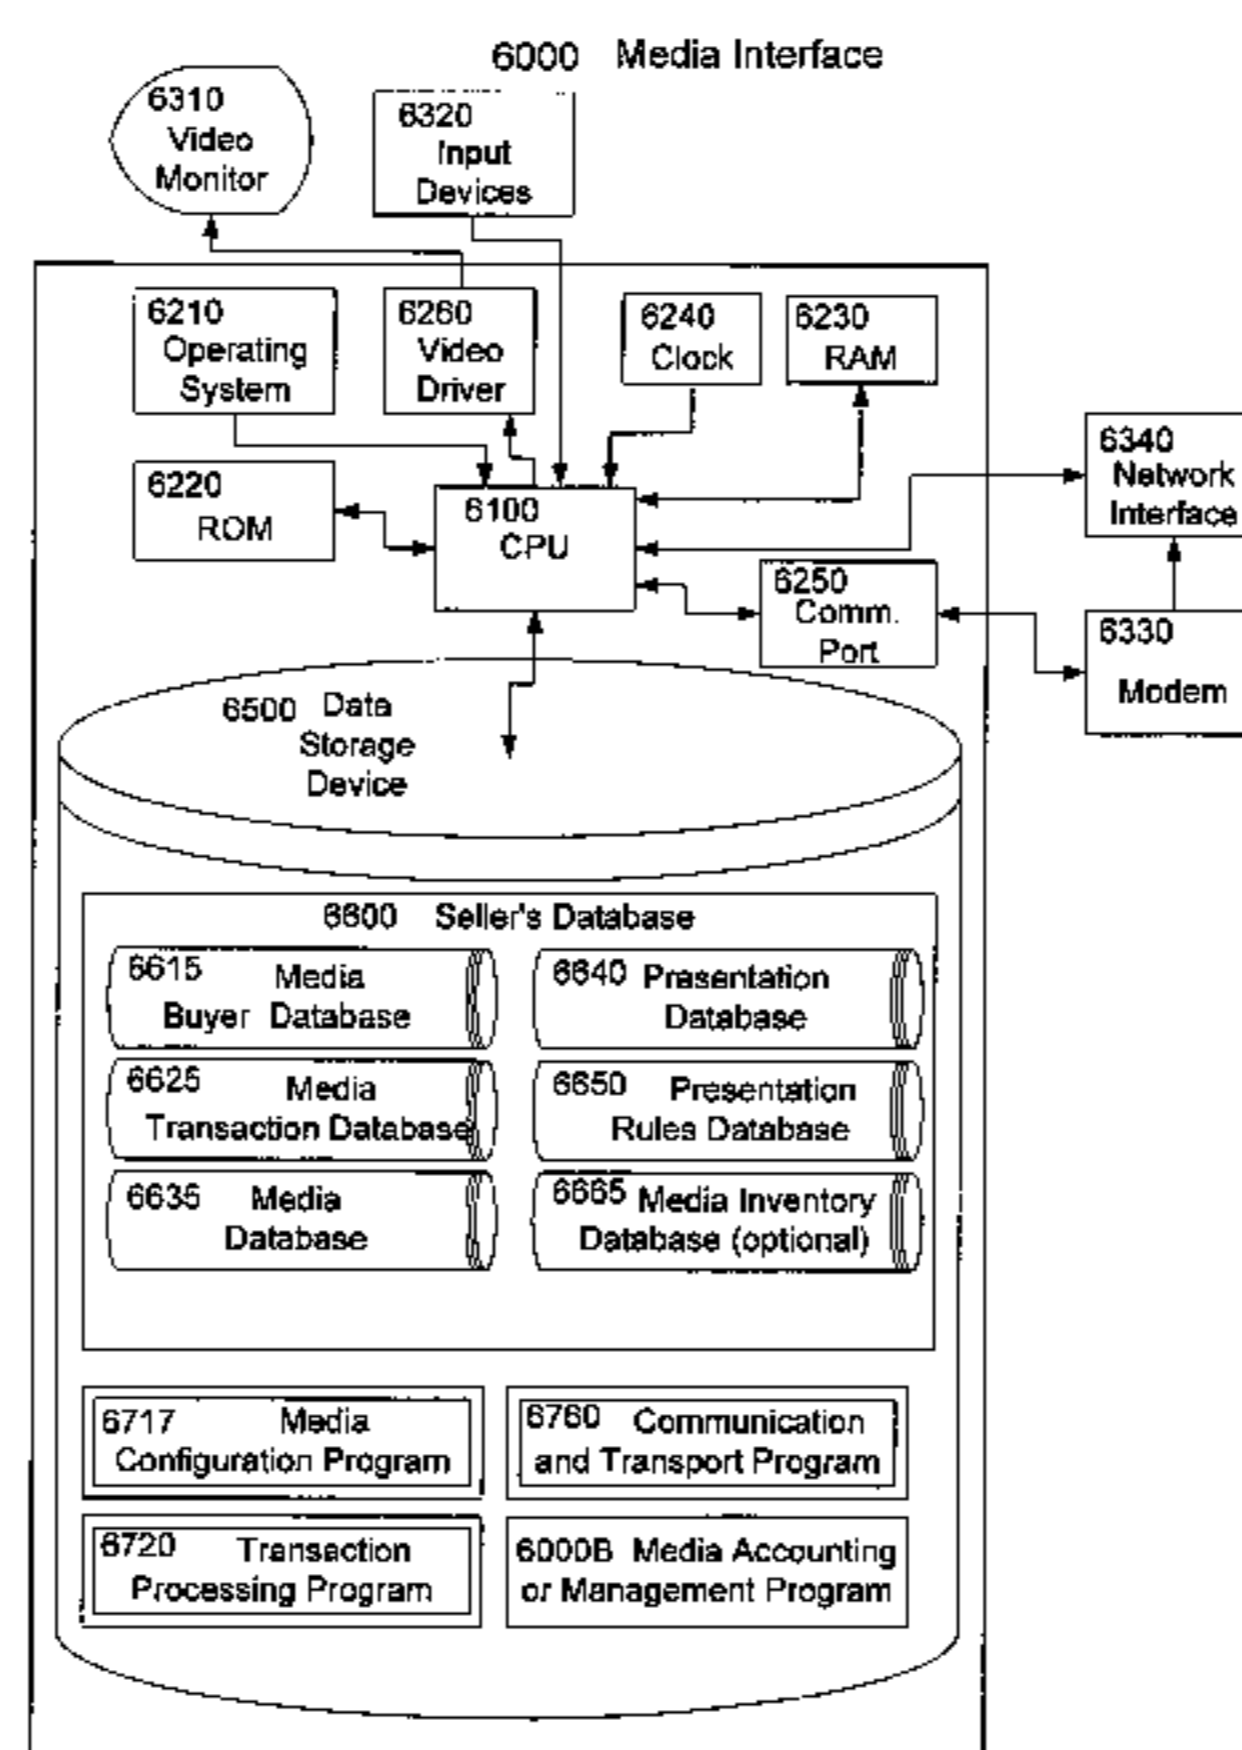 6000 Media Interface
6310
Video
Monitor
6320
Input
Devices
6210
Operating
System
6260
Video
Driver
6240
Clock
6230
RAM
6340
Network
Interface
6220
ROM
6100
CPU
6250
Comm.
Port
6330
Modem
6500 Data
Storage
Device
6600 Seller's Database
6615 Media
Buyer Database
6640 Presentation
Database
6625 Media
Transaction Database
6650 Presentation
Rules Database
6635 Media
Database
6665 Media Inventory
Database (optional)
6717 Media
Configuration Program
6760 Communication
and Transport Program
6720 Transaction
Processing Program
6000B Media Accounting
or Management Program